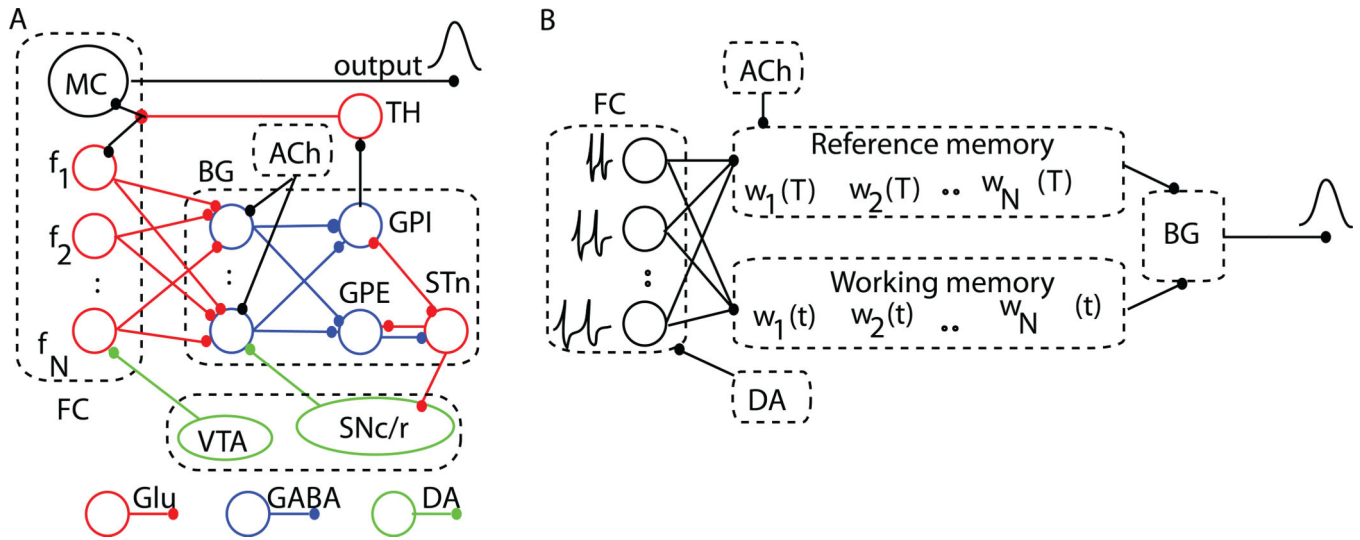 A
MC
output
TH
f1
BG
ACh
f2
GPI
:
:
STn
GPE
fN
FC
VTA
SNc/r
Glu
GABA
DA
B
ACh
FC
Reference memory
w1(T) w2(T) .. wN (T)
BG
Working memory
w1(t) w2(t) .. wN (t)
DA